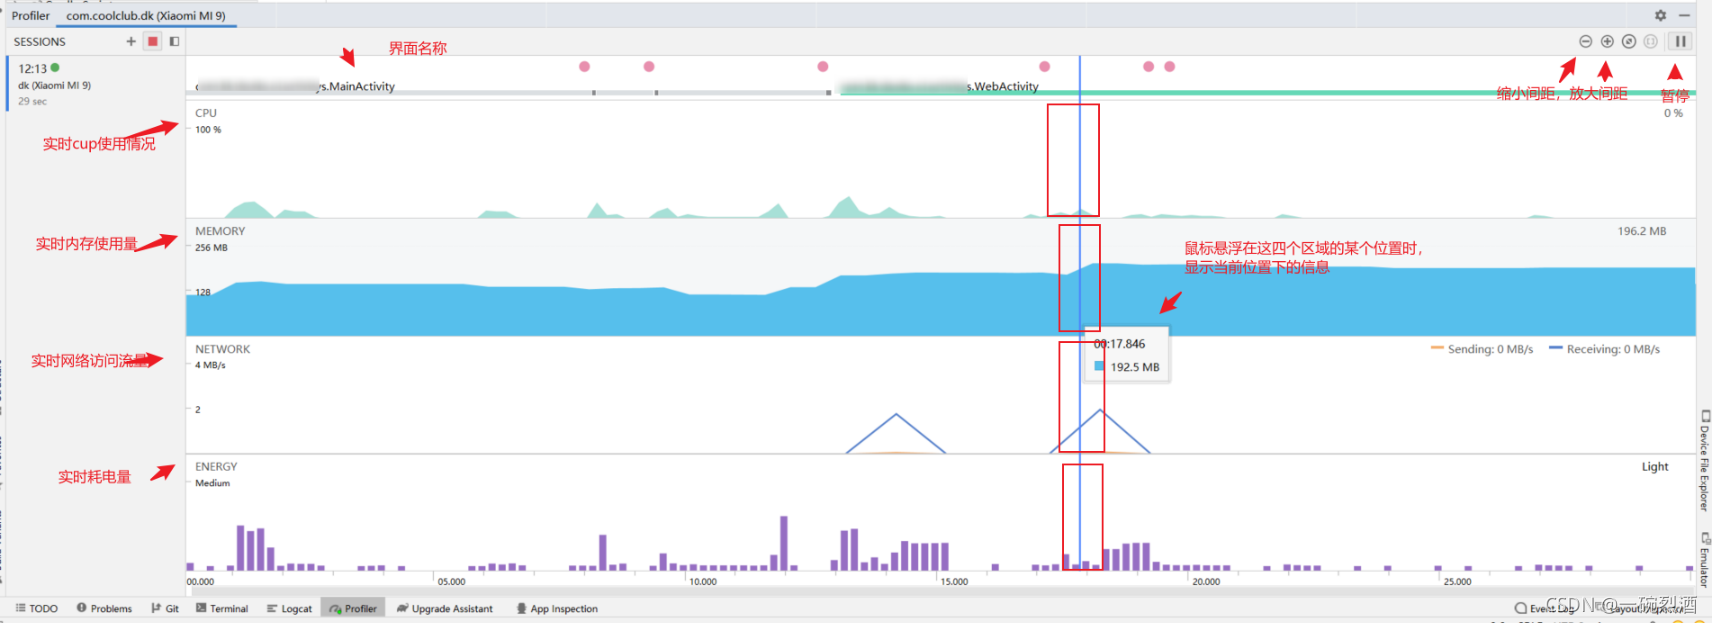 Profiler com.coolclub.dk (Xiaomi MI 9)
SESSIONS
界面名称
12:13
dk (Xiaomi MI 9)
29 sec
s.MainActivity
s.WebActivity
缩小间距，放大间距
暂停
CPU
100 %
0 %
实时cup使用情况
MEMORY
256 MB
196.2 MB
实时内存使用量
128
鼠标悬浮在这四个区域的某个位置时，
显示当前位置下的信息
00:17.846
192.5 MB
NETWORK
4 MB/s
Sending: 0 MB/s
Receiving: 0 MB/s
实时网络访问流量
2
ENERGY
Medium
Light
实时耗电量
00.000 05.000 10.000 15.000 20.000 25.000
Device File Explorer
Emulator
TODO Problems Git Terminal Logcat Profiler Upgrade Assistant App Inspection
Event Log Layout Inspector
CSDN @一碗烈酒